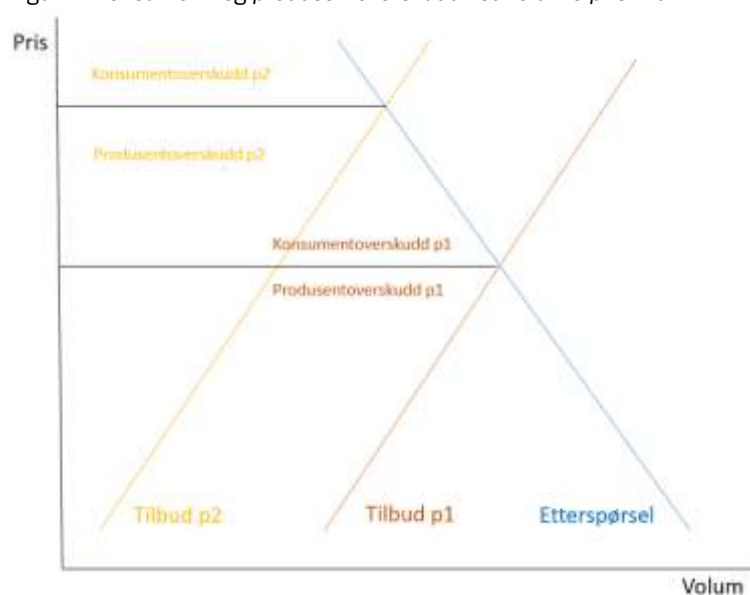 Pris
Konsumentoverskudd p2
Produsentoverskudd p2
Konsumentoverskudd p1
Produsentoverskudd p1
Tilbud p2
Tilbud p1
Etterspørsel
Volum